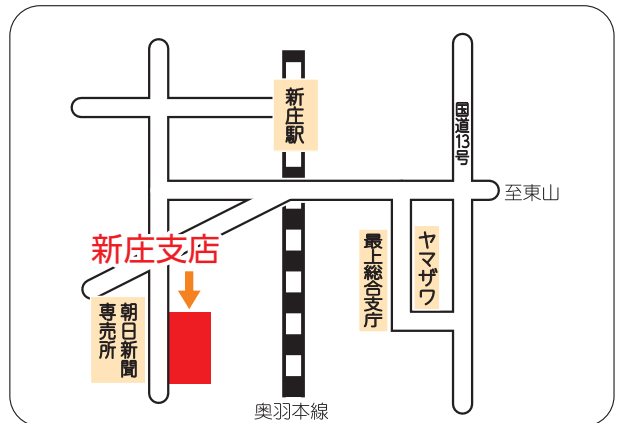 新庄駅
国道13号
至東山
新庄支店
ヤマザワ
最上総合支庁
朝日新聞
専売所
奥羽本線